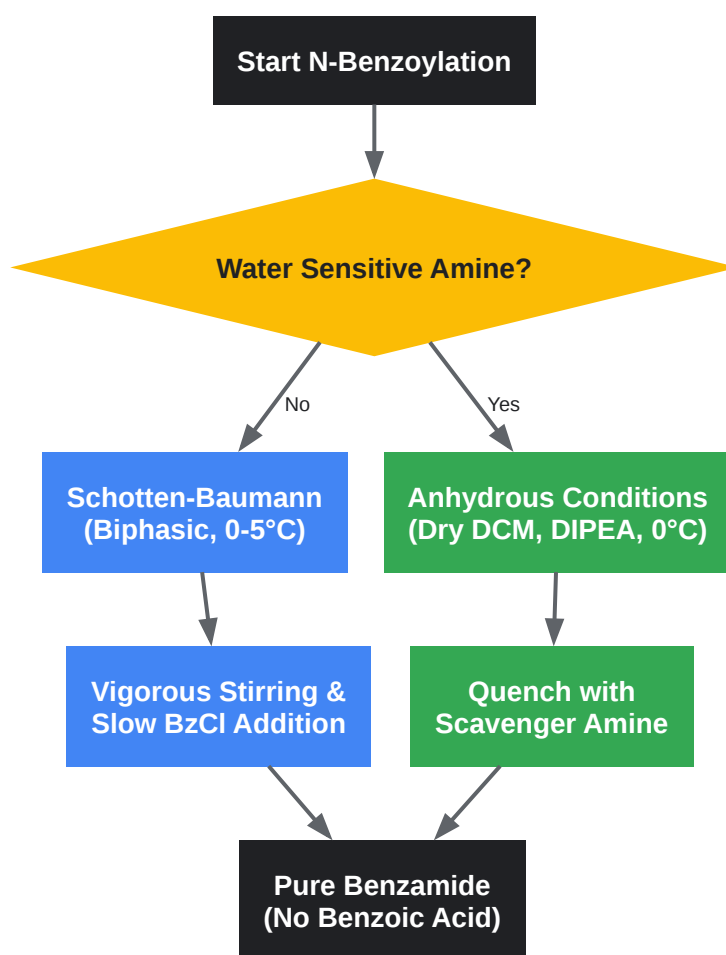 Start N-Benzoylation
Water Sensitive Amine?
No
Yes
Schotten-Baumann
(Biphasic, 0-5°C)
Anhydrous Conditions
(Dry DCM, DIPEA, 0°C)
Vigorous Stirring &
Slow BzCl Addition
Quench with
Scavenger Amine
Pure Benzamide
(No Benzoic Acid)